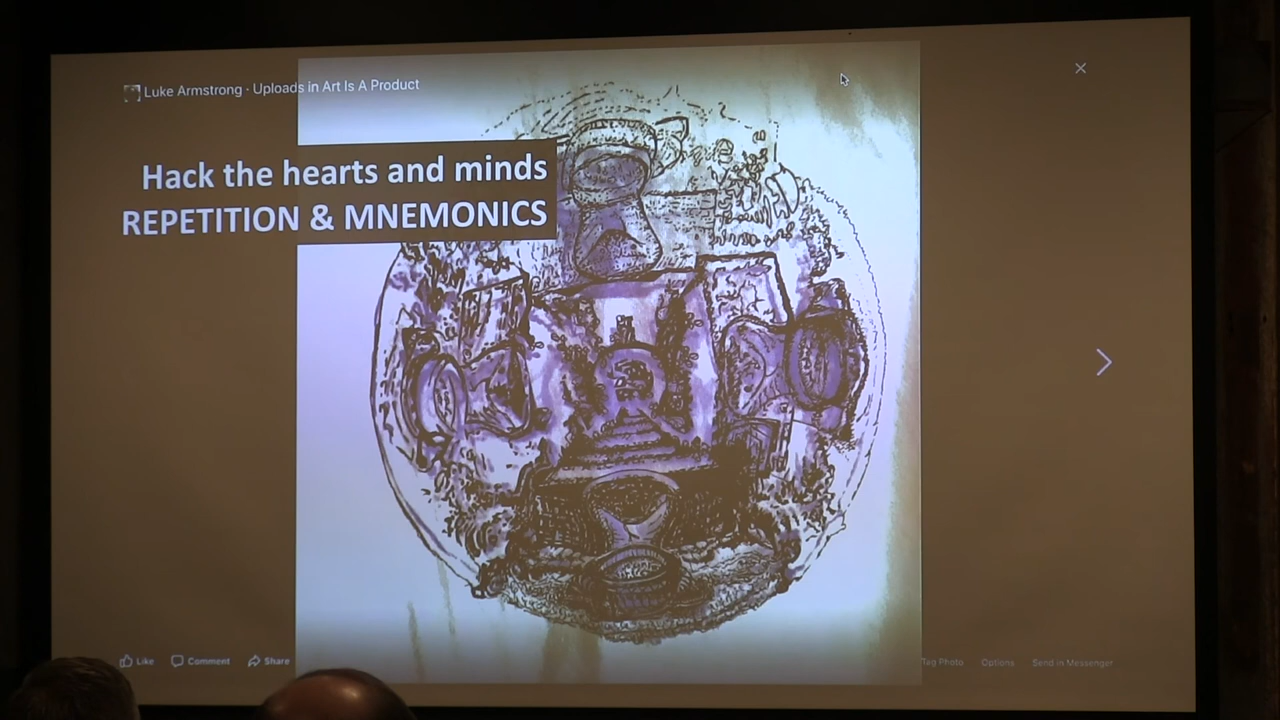 Luke Armstrong · Uploads in Art Is A Product
Hack the hearts and minds
REPETITION & MNEMONICS
Like Comment Share
Tag Photo Options Send in Messenger